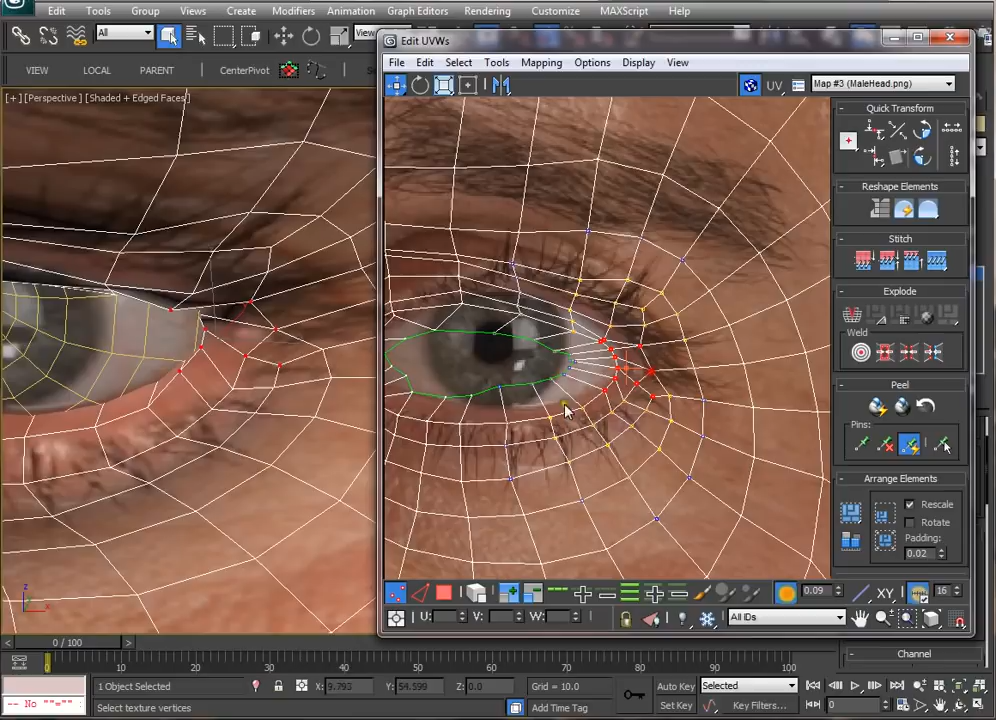 Edit Tools Group Views Create Modifiers Animation Graph Editors Rendering Customize MAXScript Help
All View
Edit UVWs
File Edit Select Tools Mapping Options Display View
VIEW LOCAL PARENT CenterPivot
UV Map #3 (MaleHead.png)
[+] [Perspective] [Shaded + Edged Faces]
Quick Transform
Reshape Elements
Stitch
Explode
Weld
Peel
Pins:
Arrange Elements
Rescale
Rotate
Padding:
0.02
0.09 XY 16
U: V: W: All IDs
z
x
< 0 / 100 >
Channel
0 10 20 30 40 50 60 70 80 90 100
1 Object Selected X: 9.793 Y: 54.599 Z: 0.0 Grid = 10.0 Auto Key Selected
-- No ""="" Select texture vertices Add Time Tag Set Key Key Filters... 0